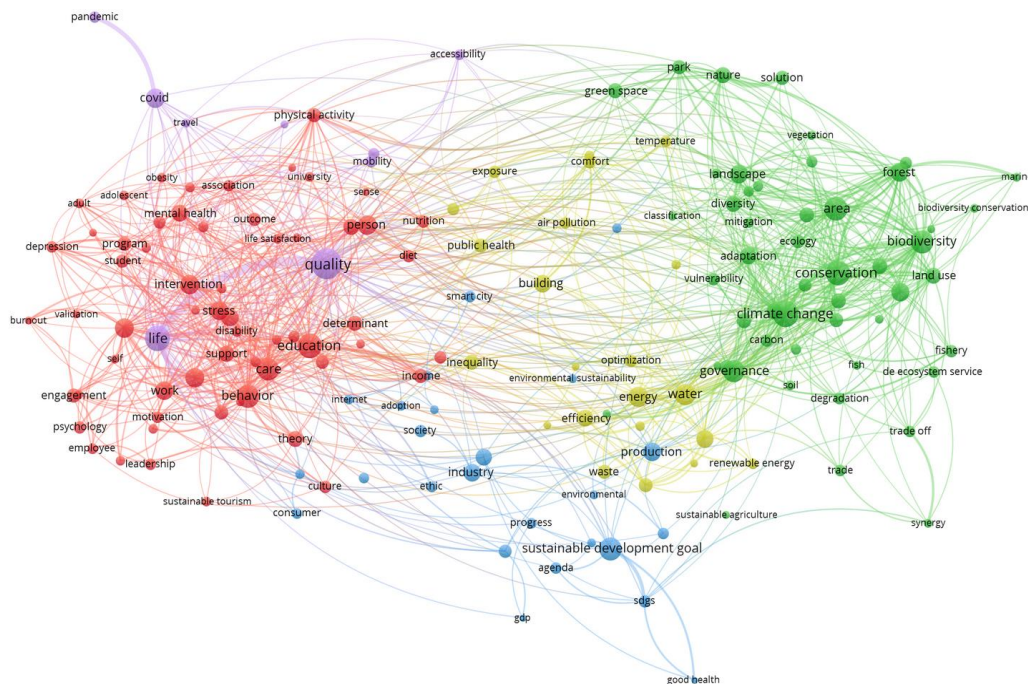 pandemic
accessibility
park
nature
solution
green space
covid
travel
physical activity
vegetation
temperature
mobility
comfort
exposure
obesity
university
association
adolescent
sense
adult
mental health
outcome
nutrition
person
life satisfaction
landscape
forest
marin
diversity
area
biodiversity conservation
classification
mitigation
air pollution
depression
program
student
diet
public health
ecology
adaptation
biodiversity
quality
intervention
building
vulnerability
conservation
land use
smart city
burnout
validation
stress
disability
determinant
climate change
life
education
carbon
self
support
care
inequality
optimization
fishery
fish
de ecosystem service
governance
income
environmental sustainability
engagement
work
behavior
internet
adoption
energy
water
soil
degradation
motivation
efficiency
psychology
society
trade off
employee
theory
production
leadership
industry
waste
renewable energy
trade
culture
ethic
environmental
sustainable tourism
consumer
progress
sustainable agriculture
synergy
sustainable development goal
agenda
sdgs
gdp
good health